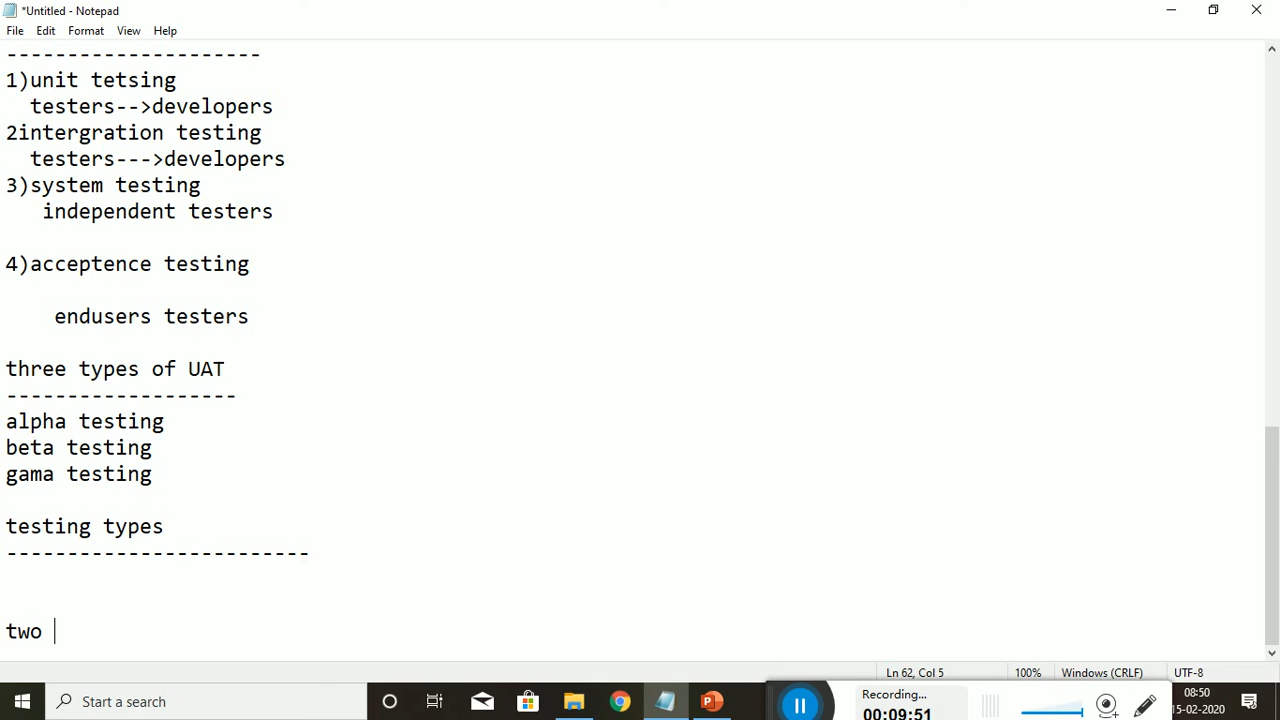 *Untitled - Notepad
File Edit Format View Help
---------------------
1)unit tetsing
testers-->developers
2intergration testing
testers--->developers
3)system testing
independent testers
4)acceptence testing
endusers testers
three types of UAT
-------------------
alpha testing
beta testing
gama testing
testing types
-------------------------
two
Ln 62, Col 5 100% Windows (CRLF) UTF-8
Start a search
Recording...
00:09:51
08:50
15-02-2020